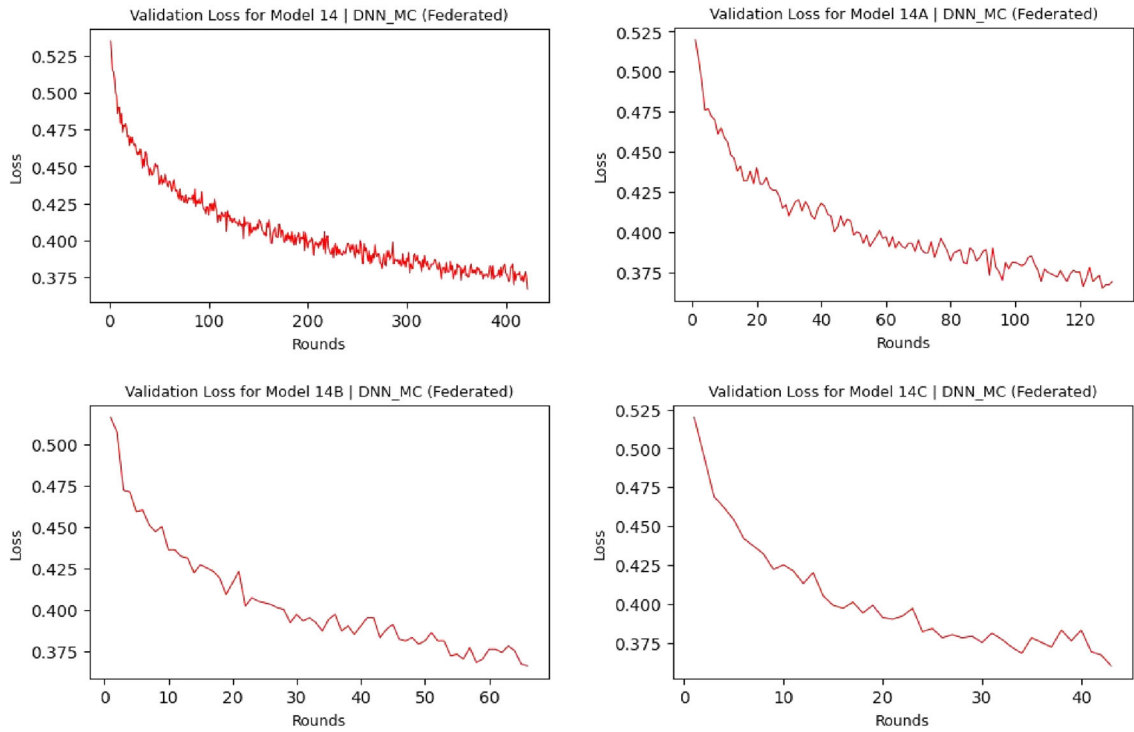 Validation Loss for Model 14 | DNN_MC (Federated)
0.525
0.500
0.475
0.450
0.425
0.400
0.375
Loss
0 100 200 300 400
Rounds
Validation Loss for Model 14A | DNN_MC (Federated)
0.525
0.500
0.475
0.450
0.425
0.400
0.375
Loss
0 20 40 60 80 100 120
Rounds
Validation Loss for Model 14B | DNN_MC (Federated)
0.500
0.475
0.450
0.425
0.400
0.375
Loss
0 10 20 30 40 50 60
Rounds
Validation Loss for Model 14C | DNN_MC (Federated)
0.525
0.500
0.475
0.450
0.425
0.400
0.375
Loss
0 10 20 30 40
Rounds